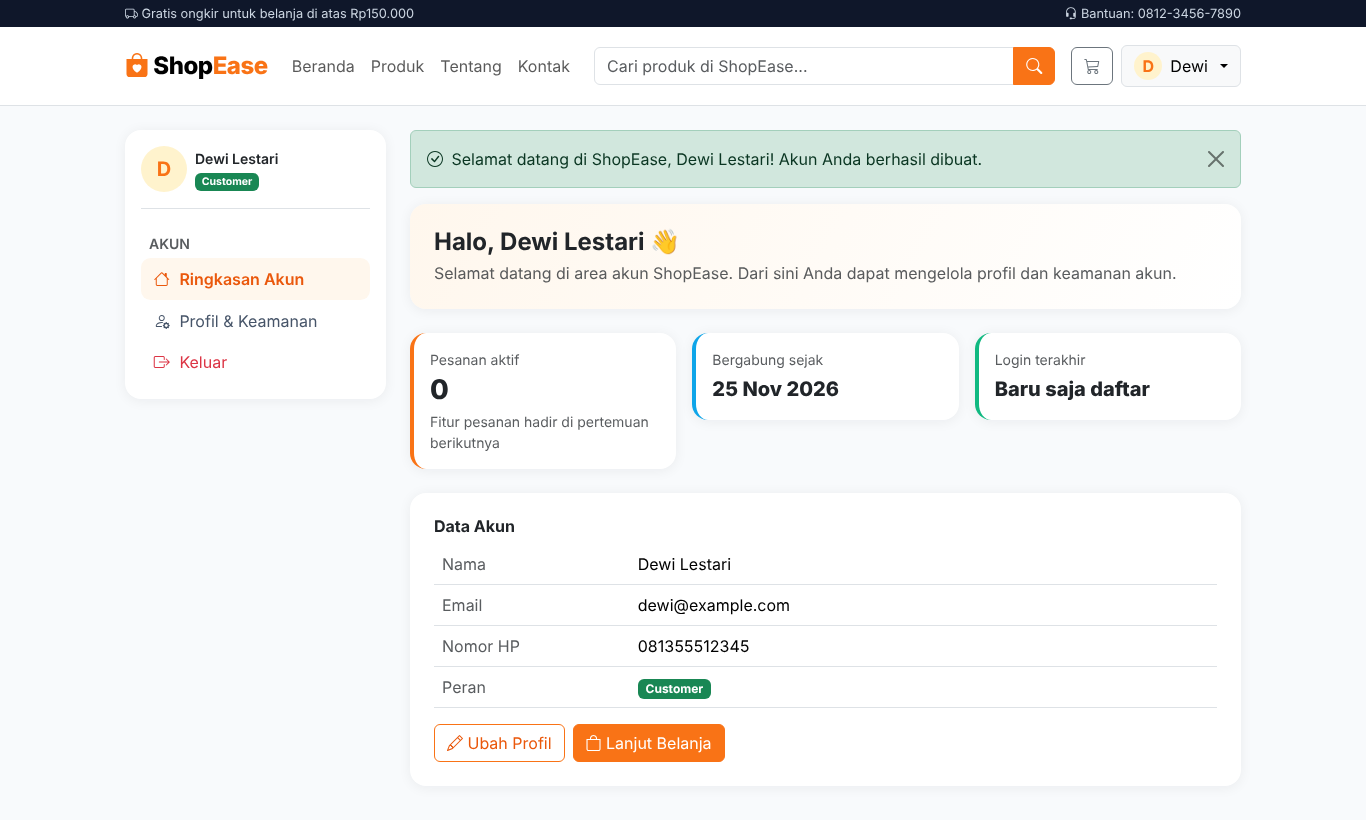 Gratis ongkir untuk belanja di atas Rp150.000
Bantuan: 0812-3456-7890
ShopEase
Beranda
Produk
Tentang
Kontak
Cari produk di ShopEase...
D
Dewi
D
Dewi Lestari
Customer
AKUN
Ringkasan Akun
Profil & Keamanan
Keluar
Selamat datang di ShopEase, Dewi Lestari! Akun Anda berhasil dibuat.
Halo, Dewi Lestari 👋
Selamat datang di area akun ShopEase. Dari sini Anda dapat mengelola profil dan keamanan akun.
Pesanan aktif
0
Fitur pesanan hadir di pertemuan
berikutnya
Bergabung sejak
25 Nov 2026
Login terakhir
Baru saja daftar
Data Akun
Nama Dewi Lestari
Email dewi@example.com
Nomor HP 081355512345
Peran Customer
Ubah Profil
Lanjut Belanja